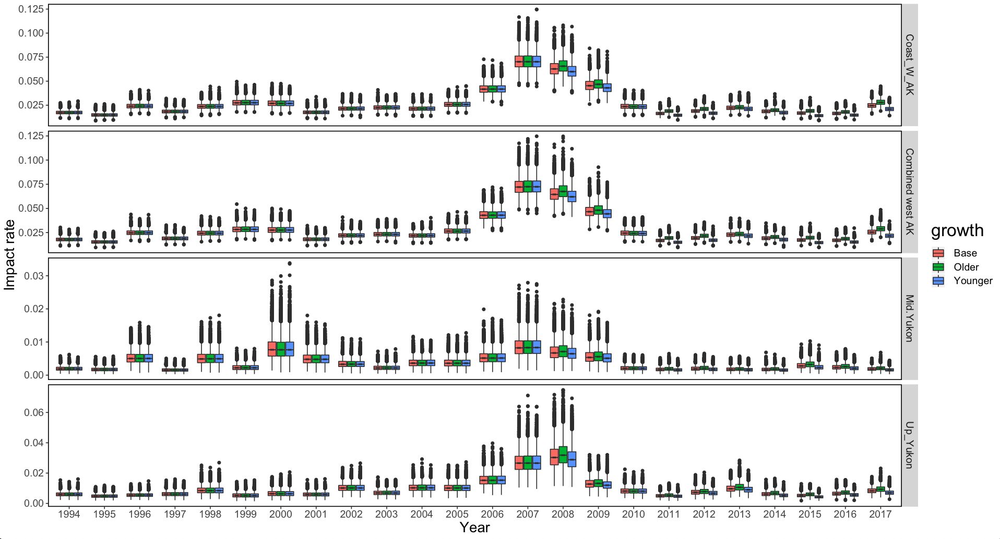 0.125
0.100
0.075
0.050
0.025
Coast_W_AK
0.125
0.100
0.075
0.050
0.025
Combined west AK
0.03
0.02
0.01
0.00
Mid.Yukon
0.06
0.04
0.02
0.00
Up_Yukon
Impact rate
1994 1995 1996 1997 1998 1999 2000 2001 2002 2003 2004 2005 2006 2007 2008 2009 2010 2011 2012 2013 2014 2015 2016 2017
Year
growth
Base
Older
Younger